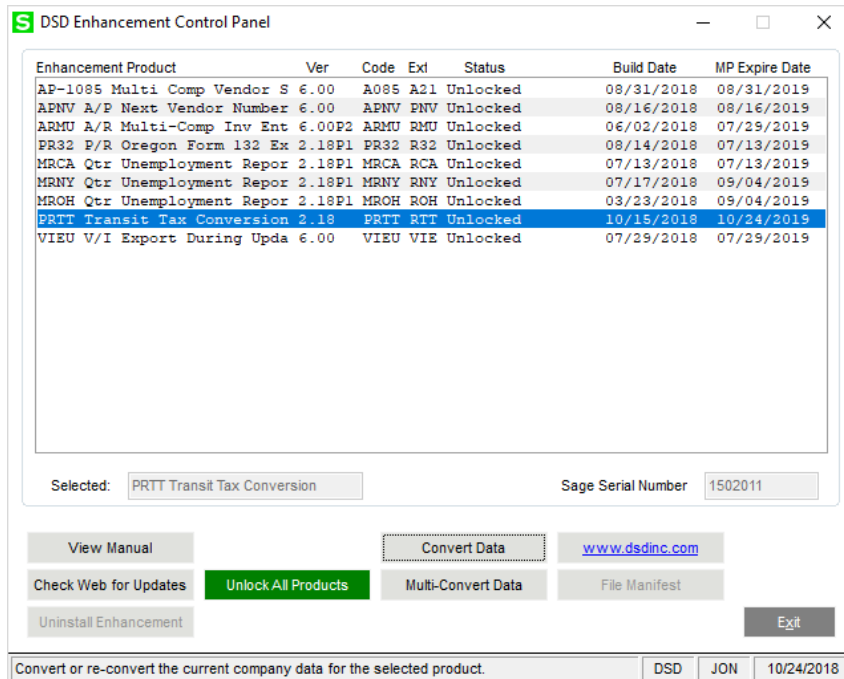 S DSD Enhancement Control Panel
Enhancement Product Ver Code Ext Status Build Date MP Expire Date
AP-1085 Multi Comp Vendor S 6.00 A085 A21 Unlocked 08/31/2018 08/31/2019
APNV A/P Next Vendor Number 6.00 APNV PNV Unlocked 08/16/2018 08/16/2019
ARMU A/R Multi-Comp Inv Ent 6.00P2 ARMU RMU Unlocked 06/02/2018 07/29/2019
PR32 P/R Oregon Form 132 Ex 2.18P1 PR32 R32 Unlocked 08/14/2018 07/13/2019
MRCA Qtr Unemployment Repor 2.18P1 MRCA RCA Unlocked 07/13/2018 07/13/2019
MRNY Qtr Unemployment Repor 2.18P1 MRNY RNY Unlocked 07/17/2018 09/04/2019
MROH Qtr Unemployment Repor 2.18P1 MROH ROH Unlocked 03/23/2018 09/04/2019
PRTT Transit Tax Conversion 2.18 PRTT RTT Unlocked 10/15/2018 10/24/2019
VIEU V/I Export During Upda 6.00 VIEU VIE Unlocked 07/29/2018 07/29/2019
Selected: PRTT Transit Tax Conversion Sage Serial Number 1502011
View Manual Convert Data www.dsdinc.com
Check Web for Updates Unlock All Products Multi-Convert Data File Manifest
Uninstall Enhancement Exit
Convert or re-convert the current company data for the selected product. DSD JON 10/24/2018